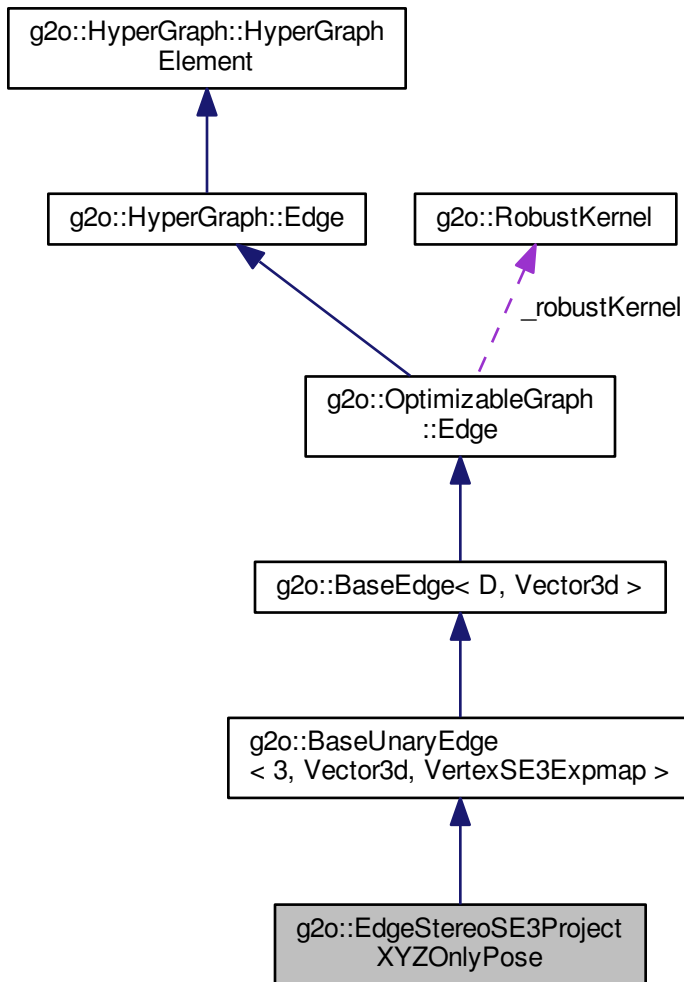 g2o::HyperGraph::HyperGraph
Element
g2o::HyperGraph::Edge
g2o::RobustKernel
_robustKernel
g2o::OptimizableGraph
::Edge
g2o::BaseEdge< D, Vector3d >
g2o::BaseUnaryEdge
< 3, Vector3d, VertexSE3Expmap >
g2o::EdgeStereoSE3Project
XYZOnlyPose